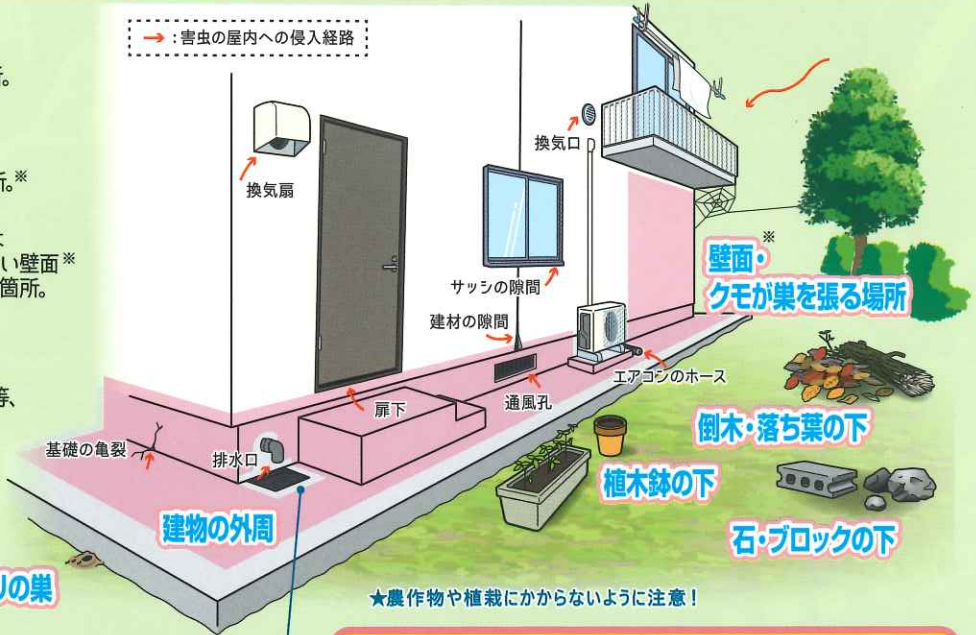 →:害虫の屋内への侵入経路
所。※
い壁面※
箇所。
等、
換気扇
換気口
サッシの隙間
建材の隙間
エアコンのホース
通風孔
扉下
基礎の亀裂
排水口
壁面・※
クモが巣を張る場所
倒木・落ち葉の下
植木鉢の下
石・ブロックの下
建物の外周
リの巣
★農作物や植栽にかからないように注意!